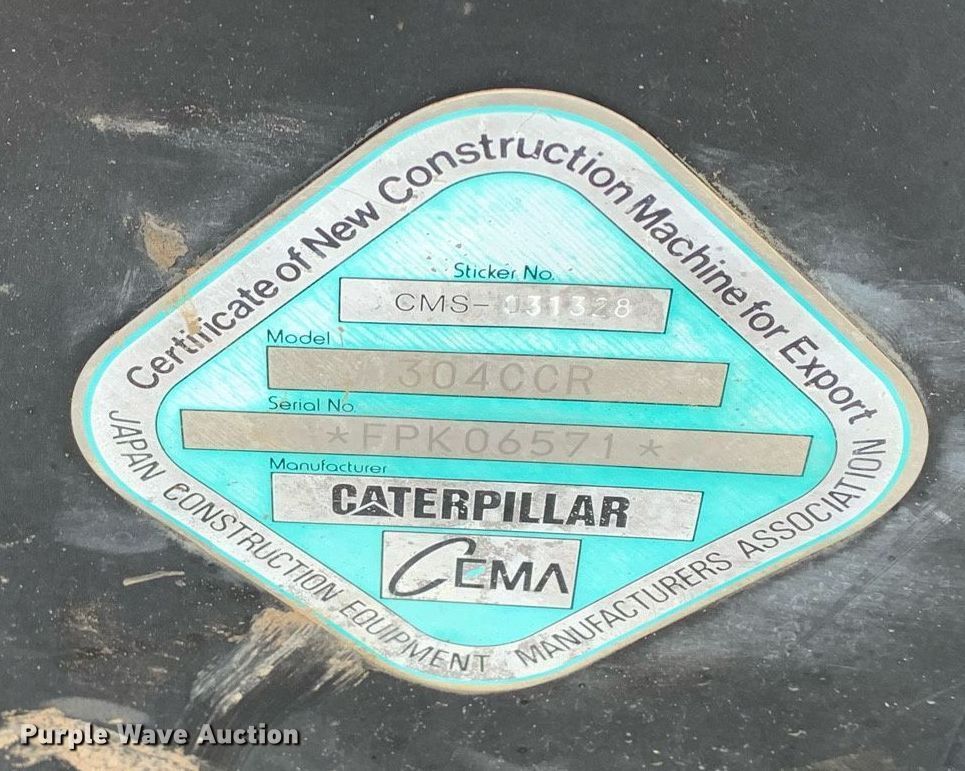 Certificate of New Construction Machine for Export
Sticker No.
CMS-031328
Model
304CCR
Serial No.
*FPK06571*
Manufacturer
CATERPILLAR
CEMA
JAPAN CONSTRUCTION EQUIPMENT MANUFACTURERS ASSOCIATION
Purple Wave Auction